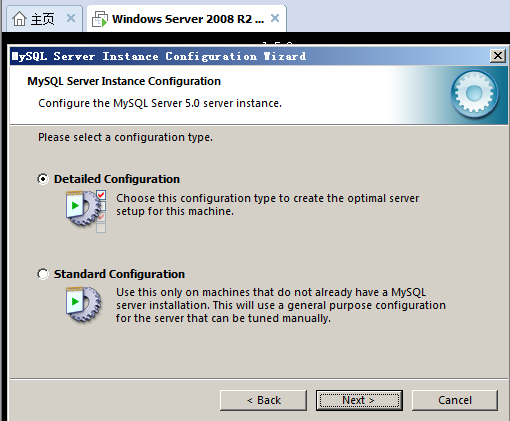 主页
Windows Server 2008 R2 ...
MySQL Server Instance Configuration Wizard
MySQL Server Instance Configuration
Configure the MySQL Server 5.0 server instance.
Please select a configuration type.
Detailed Configuration
Choose this configuration type to create the optimal server
setup for this machine.
Standard Configuration
Use this only on machines that do not already have a MySQL
server installation. This will use a general purpose configuration
for the server that can be tuned manually.
< Back
Next >
Cancel